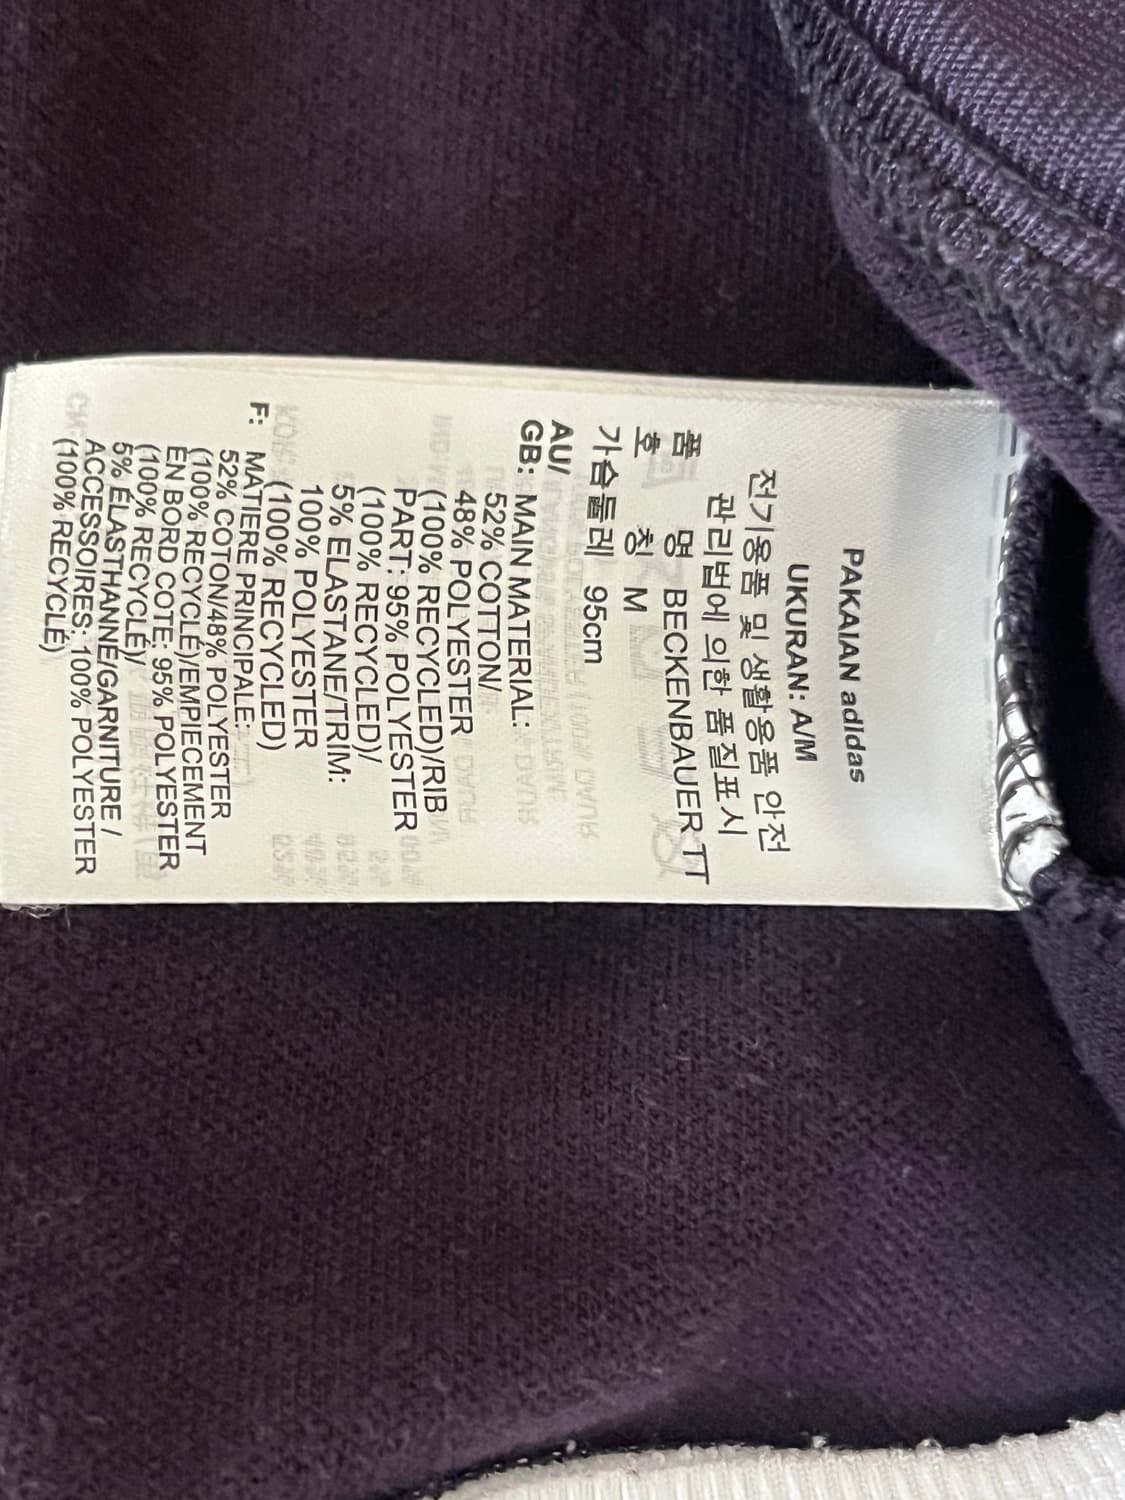 PAKAIAN adidas
UKURAN: A/M
전기용품 및 생활용품 안전
관리법에 의한 품질표시
품 명 BECKENBAUER TT
호 칭 M
가슴둘레 95cm
AU/
GB: MAIN MATERIAL:
52% COTTON/
48% POLYESTER
(100% RECYCLED)/RIB
PART: 95% POLYESTER
(100% RECYCLED)/
5% ELASTANE/TRIM:
100% POLYESTER
(100% RECYCLED)
F: MATIERE PRINCIPALE:
52% COTON/48% POLYESTER
(100% RECYCLÉ)/EMPIECEMENT
EN BORD COTE: 95% POLYESTER
(100% RECYCLÉ)/
5% ÉLASTHANNE/GARNITURE /
ACCESSOIRES: 100% POLYESTER
(100% RECYCLÉ)